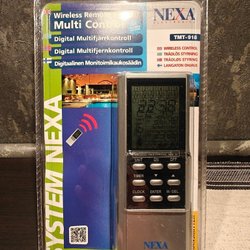 Wireless Remote
Multi Control
Digital Multifjärrkontroll
Digital Multifjernkontroll
Digitaalinen Monitoimikaukosäädin
NEXA
TMT-918
WIRELESS CONTROL
TRÅDLÖS STYRNING
TRÅDLØS STYRING
LANGATON OHJAUS
SYSTEM NEXA
TIMER
CLOCK
ENTER
NEXA